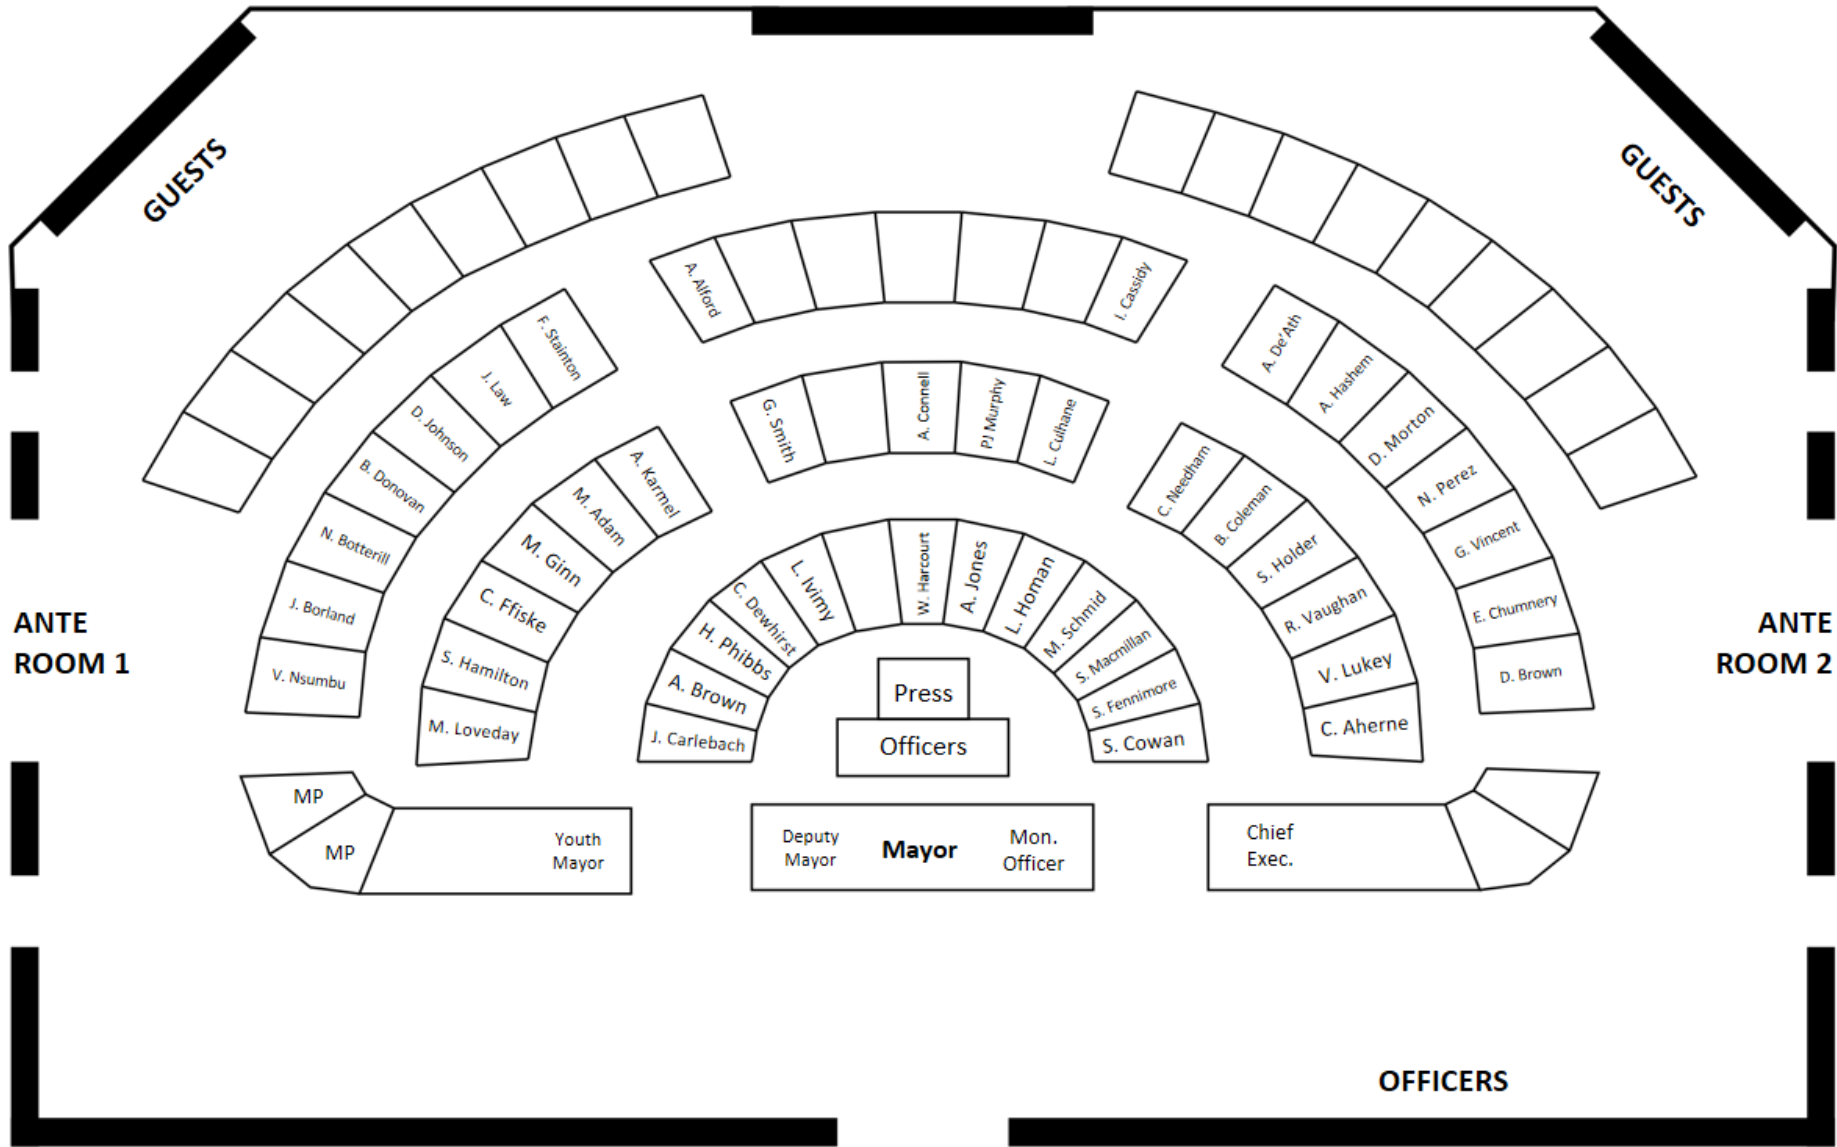 GUESTS
GUESTS
A. Alford
I. Cassidy
F. Stainton
J. Law
D. Johnson
B. Donovan
N. Botterill
J. Borland
V. Nsumbu
A. De'Ath
A. Hashem
D. Morton
N. Perez
G. Vincent
E. Chumnery
D. Brown
G. Smith
A. Connell
PJ Murphy
L. Culhane
A. Karmel
M. Adam
M. Ginn
C. Ffiske
S. Hamilton
M. Loveday
C. Needham
B. Coleman
S. Holder
R. Vaughan
V. Lukey
C. Aherne
J. Carlebach
A. Brown
H. Phibbs
C. Dewhirst
L. Ivimy
W. Harcourt
A. Jones
L. Homan
M. Schmid
S. Macmillan
S. Fennimore
S. Cowan
ANTE
ROOM 1
ANTE
ROOM 2
Press
Officers
MP
MP
Youth
Mayor
Deputy
Mayor
Mayor
Mon.
Officer
Chief
Exec.
OFFICERS